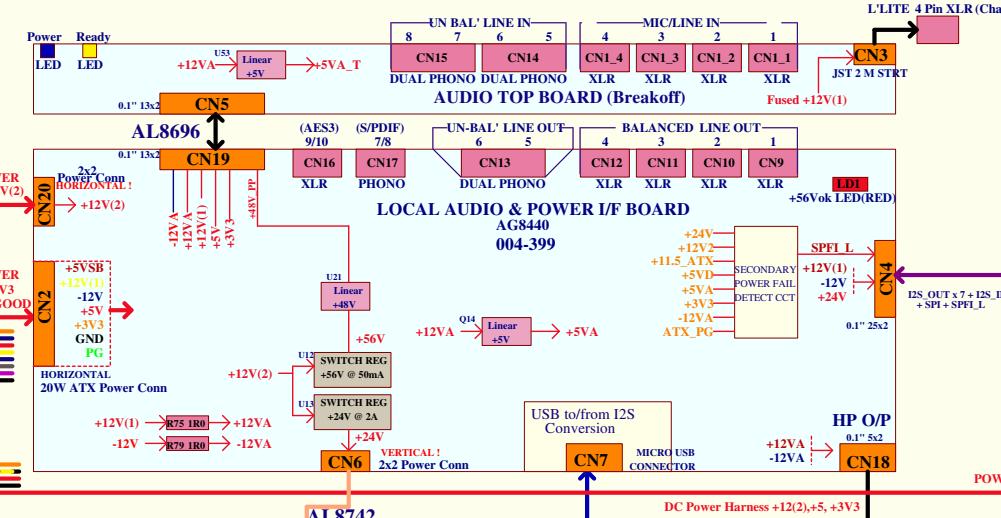 L'LITE 4 Pin XLR (Cha
UN BAL' LINE IN
MIC/LINE IN
Power
Ready
8 7 6 5 4 3 2 1
LED
LED
U53
Linear
+5V
+12VA
+5VA_T
CN15
CN14
CN1_4
CN1_3
CN1_2
CN1_1
CN3
DUAL PHONO
DUAL PHONO
XLR
XLR
XLR
XLR
JST 2 M STRT
0.1" 13x2
CN5
AUDIO TOP BOARD (Breakoff)
Fused +12V(1)
AL8696
(AES3)
9/10
(S/PDIF)
7/8
UN-BAL' LINE OUT
6 5
BALANCED LINE OUT
4 3 2 1
0.1" 13x2
CN19
CN16
CN17
CN13
CN12
CN11
CN10
CN9
XLR
PHONO
DUAL PHONO
XLR
XLR
XLR
XLR
LD1
+56Vok LED(RED)
2x2
Power Conn
HORIZONTAL !
VER
V(2)
CN20
+12V(2)
-12VA
+12VA
+12V(1)
+5V
+3V3
+48V_PP
LOCAL AUDIO & POWER I/F BOARD
AG8440
004-399
+24V
+12V2
+11.5_ATX
+5VD
+5VA
+3V3
-12VA
ATX_PG
SECONDARY
POWER FAIL
DETECT CCT
SPFI_L
+12V(1)
-12V
+24V
CN4
0.1" 25x2
I2S_OUT x 7 + I2S_I
+ SPI + SPFI_L
VER
V3
GOOD
CN2
+5VSB
+12V(1)
-12V
+5V
+3V3
GND
PG
HORIZONTAL
20W ATX Power Conn
U21
Linear
+48V
+56V
Q14
+12VA
Linear
+5V
+5VA
U12
SWITCH REG
+56V @ 50mA
+12V(2)
U13
SWITCH REG
+24V @ 2A
+24V
+12V(1)
R75 1R0
+12VA
-12V
R79 1R0
-12VA
CN6
VERTICAL !
2x2 Power Conn
USB to/from I2S
Conversion
CN7
MICRO USB
CONNECTOR
HP O/P
0.1" 5x2
+12VA
-12VA
CN18
POW
DC Power Harness +12(2),+5, +3V3
AL8742